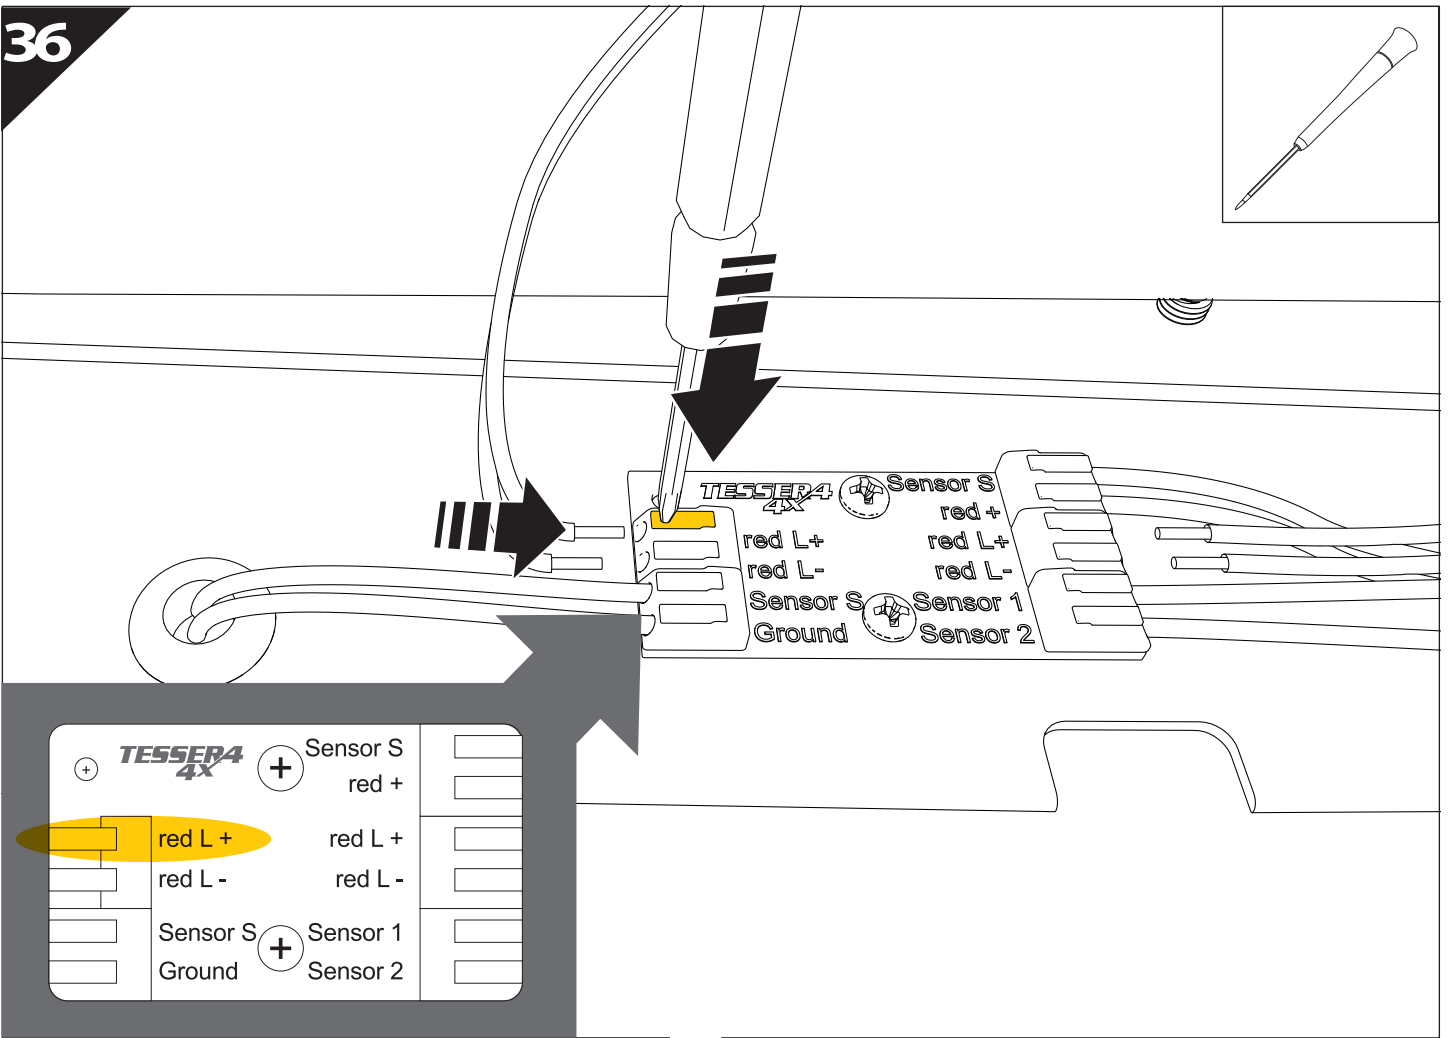 36
TESSERA
4X
Sensor S
red +
red L+
red L+
red L-
red L-
Sensor S
Sensor 1
Ground
Sensor 2
TESSERA
4X
Sensor S
red +
red L +
red L +
red L -
red L -
Sensor S
Sensor 1
Ground
Sensor 2